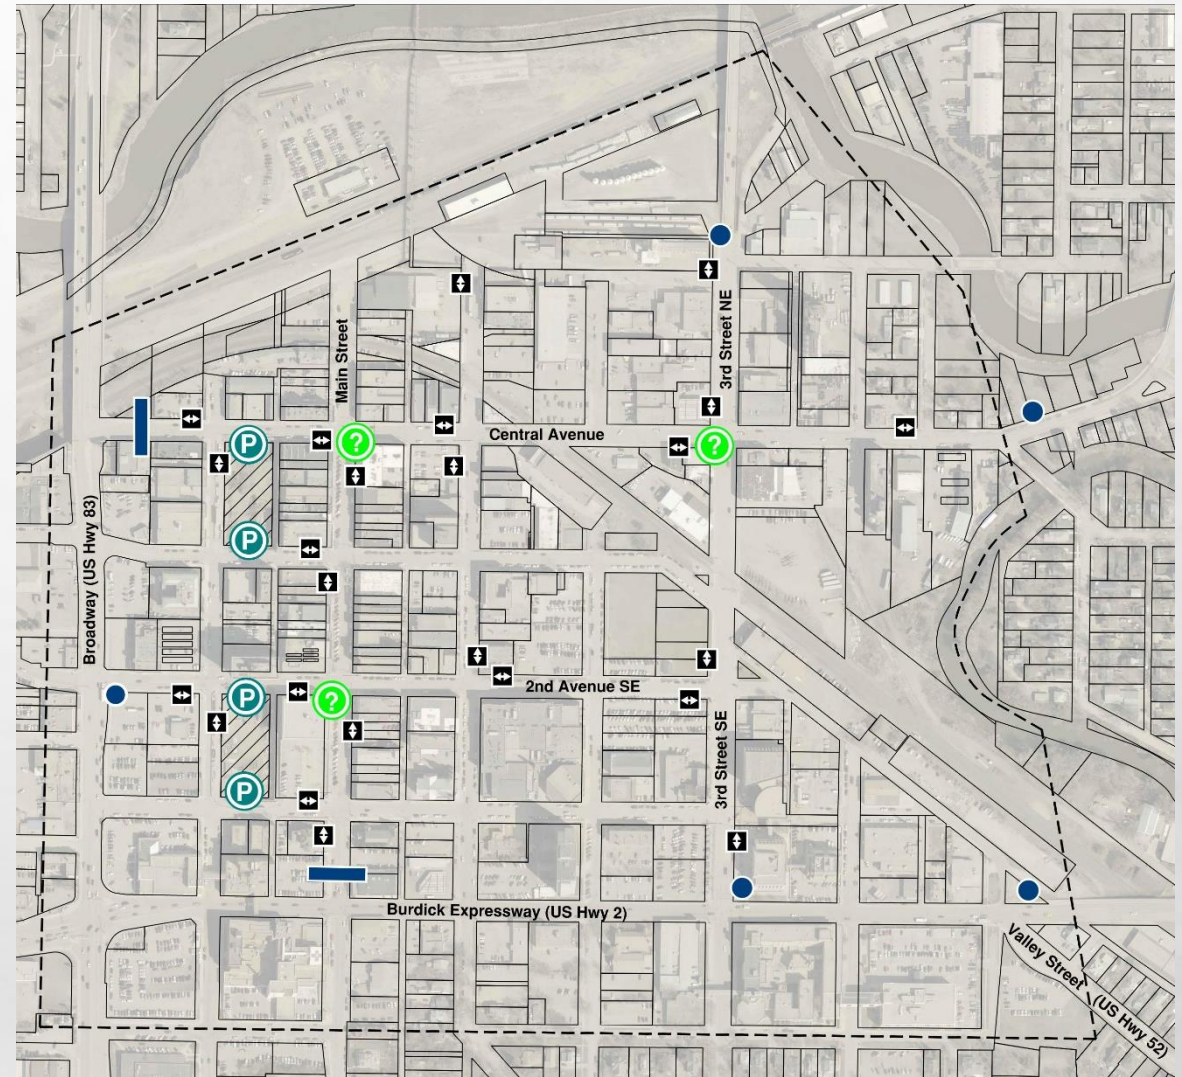 Main Street
3rd Street NE
Central Avenue
P
?
?
P
Broadway (US Hwy 83)
2nd Avenue SE
P
?
3rd Street SE
P
Burdick Expressway (US Hwy 2)
Valley Street (US Hwy 52)